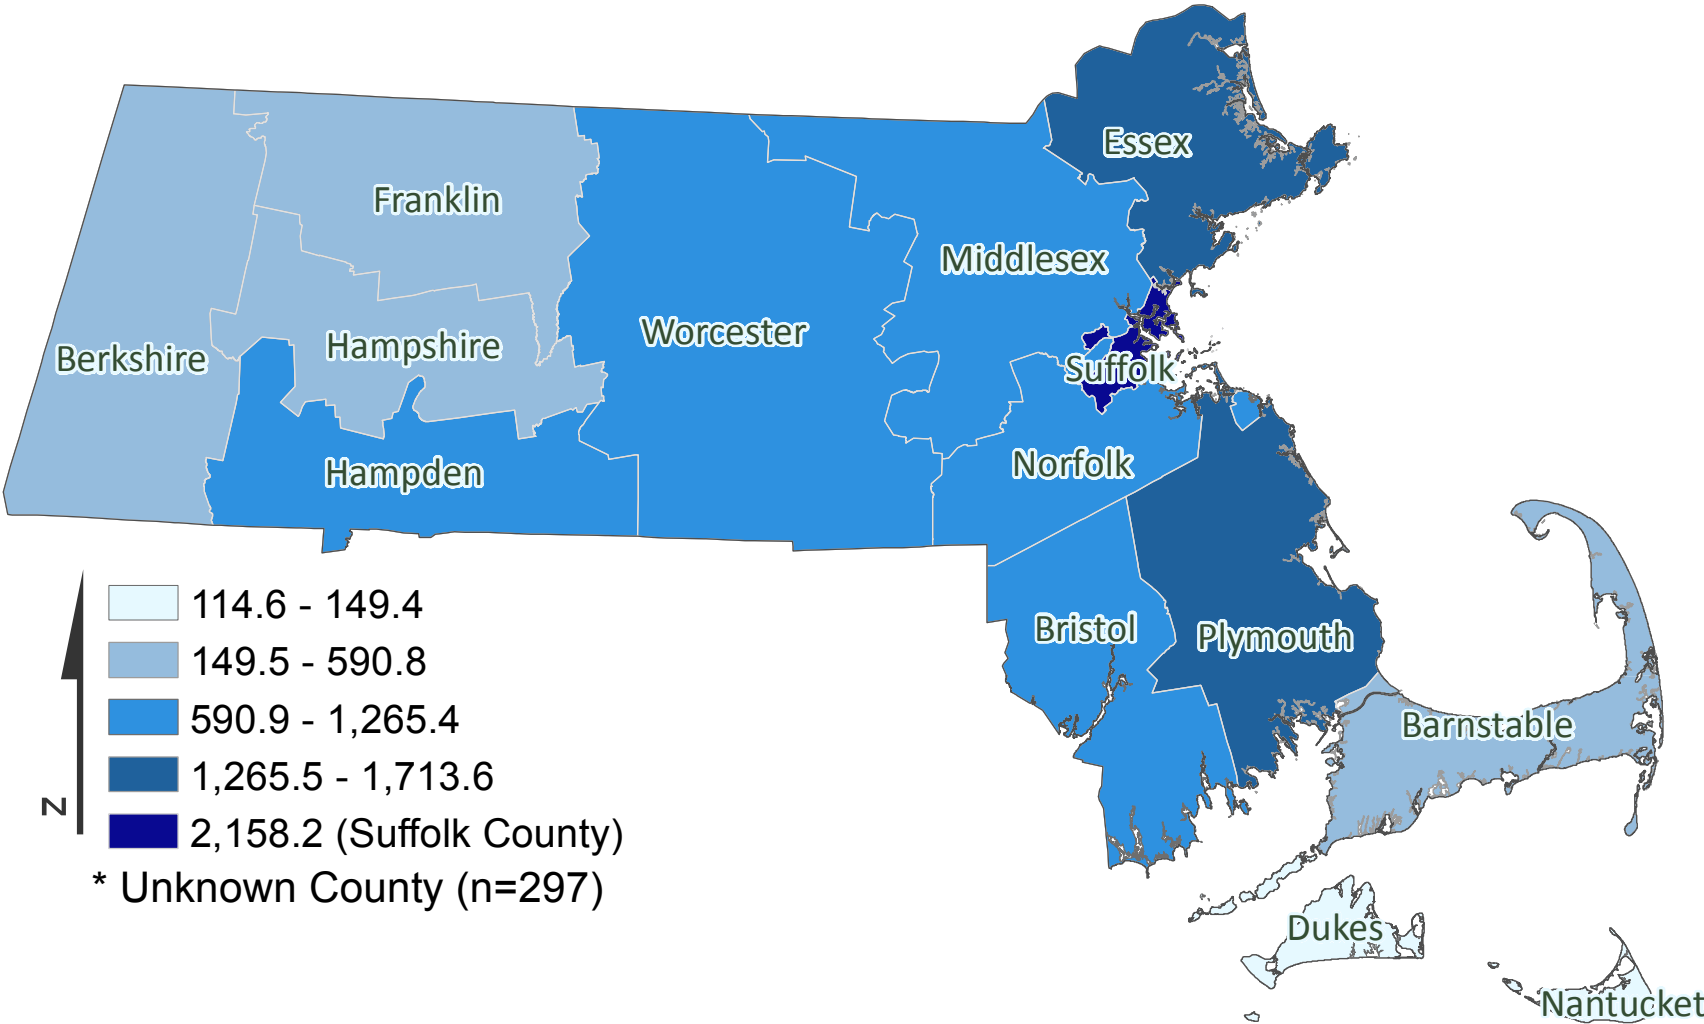 Essex
Franklin
Middlesex
Worcester
Hampshire
Berkshire
Suffolk
Norfolk
Hampden
114.6 - 149.4
Bristol
Plymouth
149.5 - 590.8
590.9 - 1,265.4
Barnstable
1,265.5 - 1,713.6
N
2,158.2 (Suffolk County)
* Unknown County (n=297)
Dukes
Nantucket